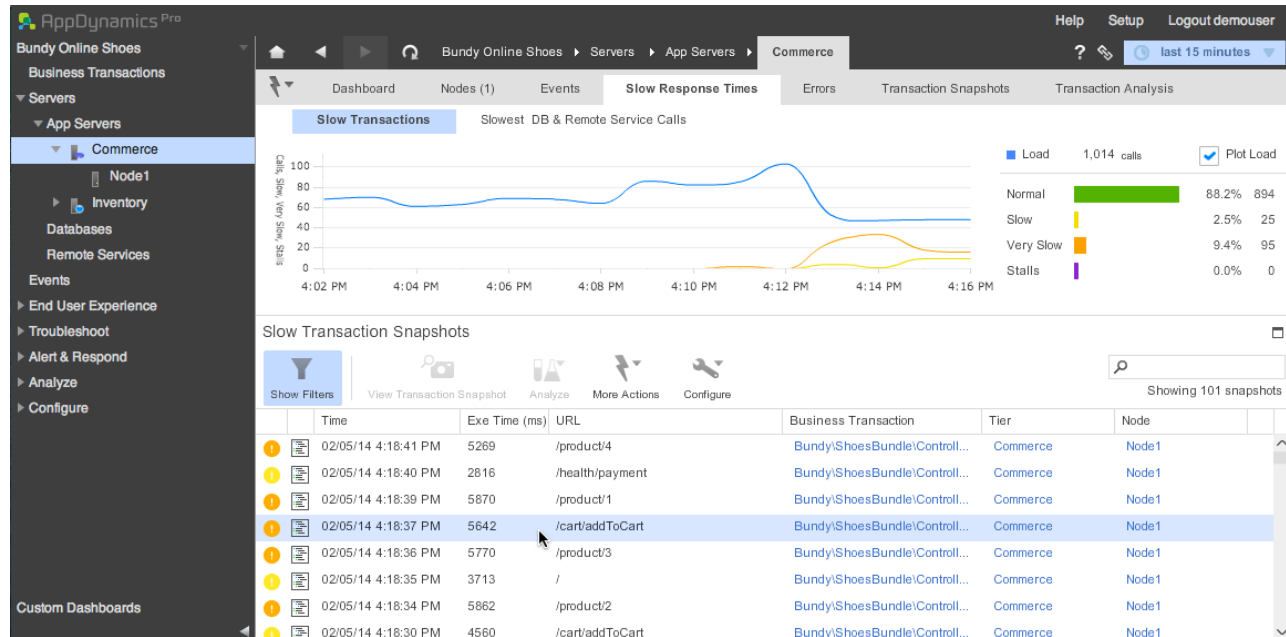 AppDynamics Pro
Help Setup Logout demouser
Bundy Online Shoes
Business Transactions
Servers
App Servers
Commerce
Node1
Inventory
Databases
Remote Services
Events
End User Experience
Troubleshoot
Alert & Respond
Analyze
Configure
Custom Dashboards
Bundy Online Shoes Servers App Servers Commerce
? last 15 minutes
Dashboard Nodes (1) Events Slow Response Times Errors Transaction Snapshots Transaction Analysis
Slow Transactions Slowest DB & Remote Service Calls
Calls, Slow, Very Slow, Stalls
100
80
60
40
20
0
4:02 PM 4:04 PM 4:06 PM 4:08 PM 4:10 PM 4:12 PM 4:14 PM 4:16 PM
Load 1,014 calls Plot Load
Normal 88.2% 894
Slow 2.5% 25
Very Slow 9.4% 95
Stalls 0.0% 0
Slow Transaction Snapshots
Show Filters View Transaction Snapshot Analyze More Actions Configure
Showing 101 snapshots
Time Exe Time (ms) URL Business Transaction Tier Node
02/05/14 4:18:41 PM 5269 /product/4 Bundy\ShoesBundle\Controll... Commerce Node1
02/05/14 4:18:40 PM 2816 /health/payment Bundy\ShoesBundle\Controll... Commerce Node1
02/05/14 4:18:39 PM 5870 /product/1 Bundy\ShoesBundle\Controll... Commerce Node1
02/05/14 4:18:37 PM 5642 /cart/addToCart Bundy\ShoesBundle\Controll... Commerce Node1
02/05/14 4:18:36 PM 5770 /product/3 Bundy\ShoesBundle\Controll... Commerce Node1
02/05/14 4:18:35 PM 3713 / Bundy\ShoesBundle\Controll... Commerce Node1
02/05/14 4:18:34 PM 5862 /product/2 Bundy\ShoesBundle\Controll... Commerce Node1
02/05/14 4:18:30 PM 4560 /cart/addToCart Bundy\ShoesBundle\Controll... Commerce Node1